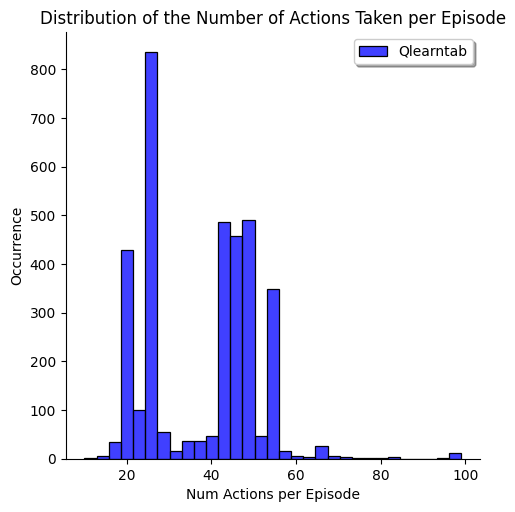 Distribution of the Number of Actions Taken per Episode
Qlearntab
800
700
600
500
400
300
200
100
0
Occurrence
20 40 60 80 100
Num Actions per Episode